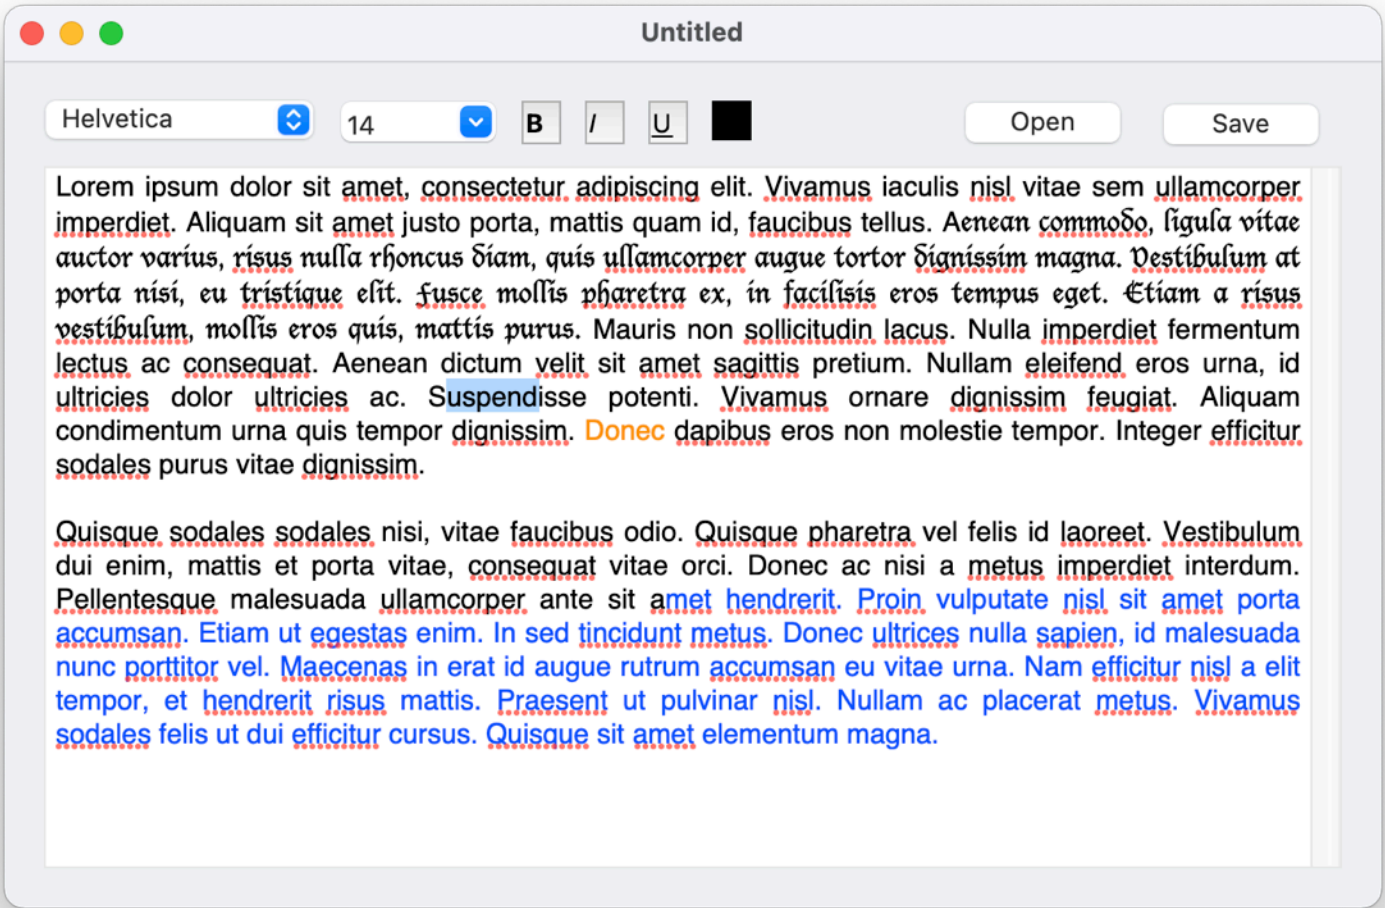 Untitled
Helvetica 14 B I U Open Save
Lorem ipsum dolor sit amet, consectetur adipiscing elit. Vivamus iaculis nisl vitae sem ullamcorper
imperdiet. Aliquam sit amet justo porta, mattis quam id, faucibus tellus. Aenean commodo, ligula vitae
auctor varius, risus nulla rhoncus diam, quis ullamcorper augue tortor dignissim magna. Vestibulum at
porta nisi, eu tristique elit. Fusce mollis pharetra ex, in facilisis eros tempus eget. Etiam a risus
vestibulum, mollis eros quis, mattis purus. Mauris non sollicitudin lacus. Nulla imperdiet fermentum
lectus ac consequat. Aenean dictum velit sit amet sagittis pretium. Nullam eleifend eros urna, id
ultricies dolor ultricies ac. Suspendisse potenti. Vivamus ornare dignissim feugiat. Aliquam
condimentum urna quis tempor dignissim. Donec dapibus eros non molestie tempor. Integer efficitur
sodales purus vitae dignissim.
Quisque sodales sodales nisi, vitae faucibus odio. Quisque pharetra vel felis id laoreet. Vestibulum
dui enim, mattis et porta vitae, consequat vitae orci. Donec ac nisi a metus imperdiet interdum.
Pellentesque malesuada ullamcorper ante sit amet hendrerit. Proin vulputate nisl sit amet porta
accumsan. Etiam ut egestas enim. In sed tincidunt metus. Donec ultrices nulla sapien, id malesuada
nunc porttitor vel. Maecenas in erat id augue rutrum accumsan eu vitae urna. Nam efficitur nisl a elit
tempor, et hendrerit risus mattis. Praesent ut pulvinar nisl. Nullam ac placerat metus. Vivamus
sodales felis ut dui efficitur cursus. Quisque sit amet elementum magna.